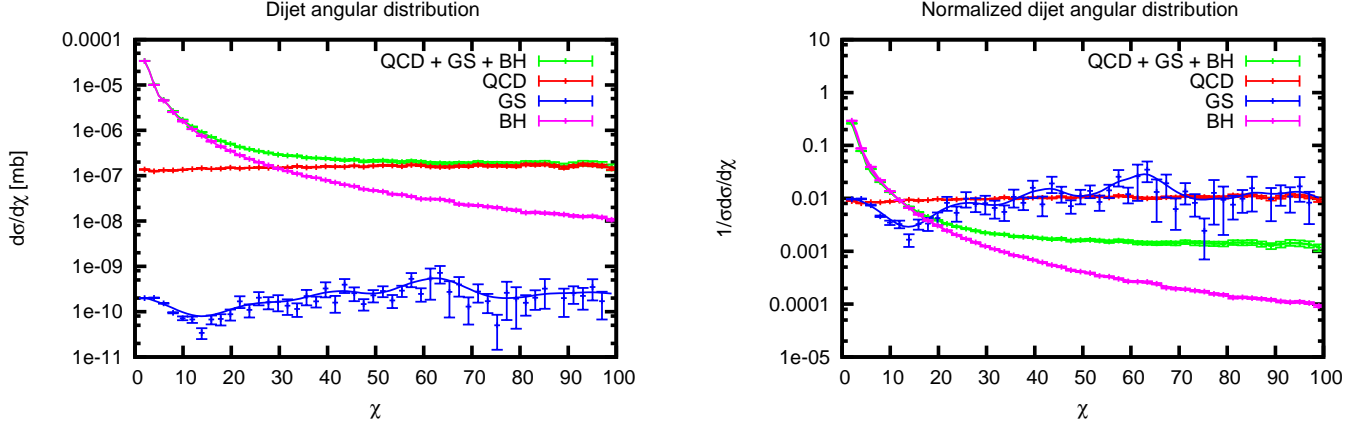 Dijet angular distribution
dσ/dχ [mb]
0.0001
1e-05
1e-06
1e-07
1e-08
1e-09
1e-10
1e-11
QCD + GS + BH
QCD
GS
BH
0 10 20 30 40 50 60 70 80 90 100
χ
Normalized dijet angular distribution
1/σdσ/dχ
10
1
0.1
0.01
0.001
0.0001
1e-05
QCD + GS + BH
QCD
GS
BH
0 10 20 30 40 50 60 70 80 90 100
χ